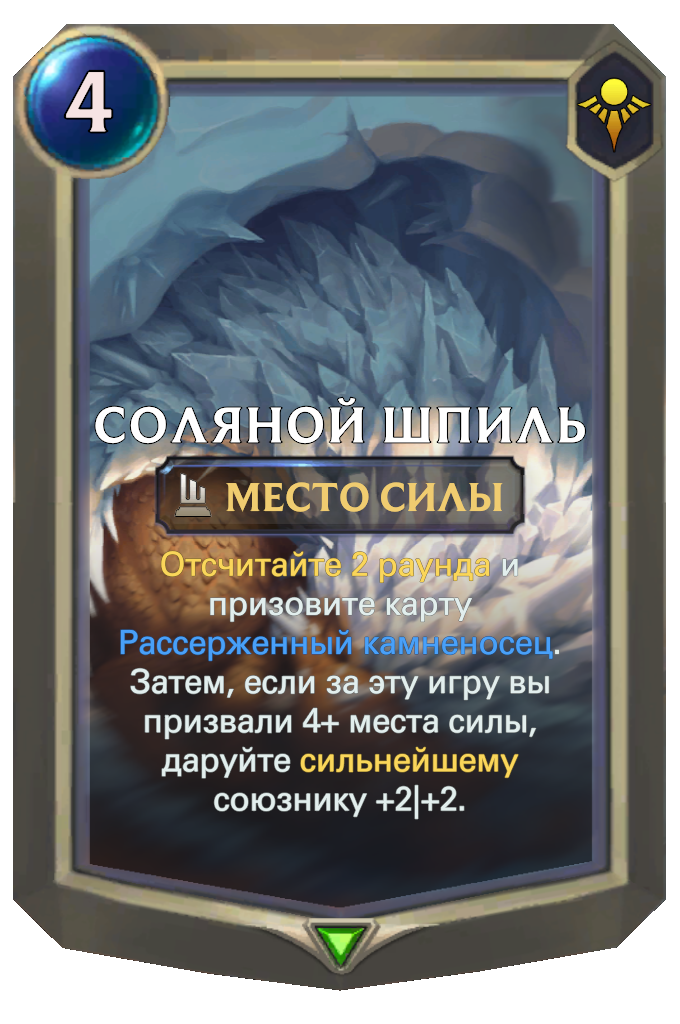 4
СОЛЯНОЙ ШПИЛЬ
МЕСТО СИЛЫ
Отсчитайте 2 раунда и
призовите карту
Рассерженный камненосец.
Затем, если за эту игру вы
призвали 4+ места силы,
даруйте сильнейшему
союзнику +2|+2.